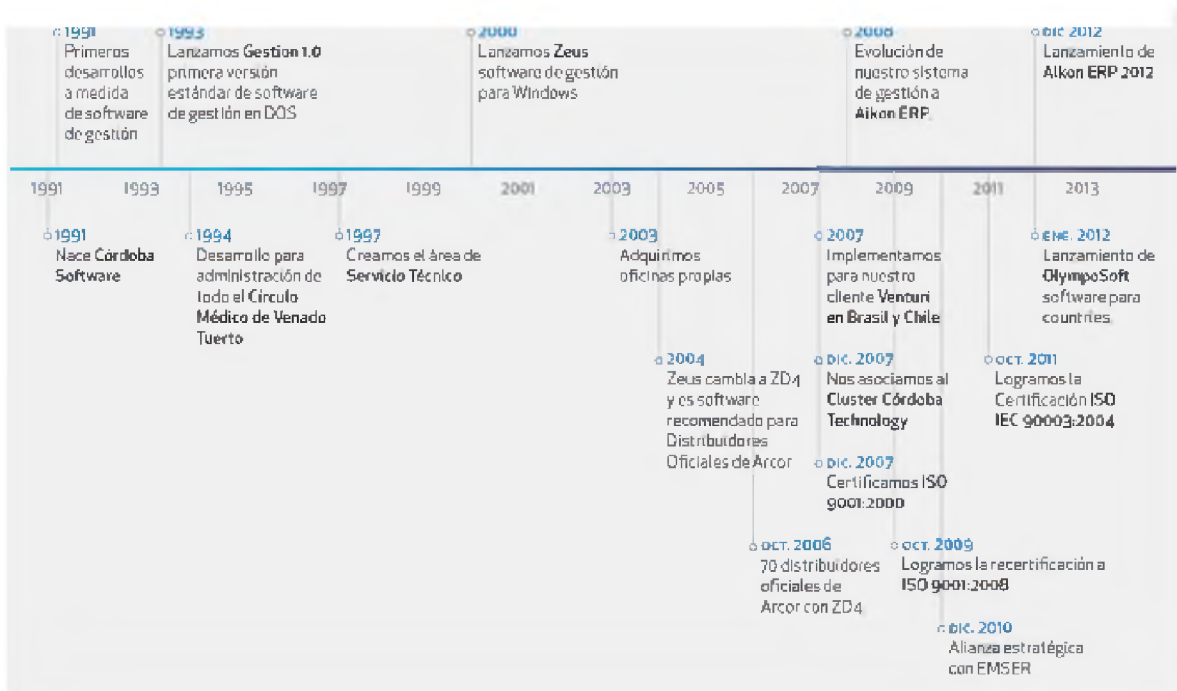 1991
Primeros
desarrollos
a medida
de software
de gestión
1993
Lanzamos Gestion 1.0
primera versión
estándar de software
de gestión en DOS
2000
Lanzamos Zeus
software de gestión
para Windows
2008
Evolución de
nuestro sistema
de gestión a
Aikon ERP
DIC 2012
Lanzamiento de
Aikon ERP 2012
1991 1993 1995 1997 1999 2001 2003 2005 2007 2009 2011 2013
1991
Nace Córdoba
Software
1994
Desarrollo para
administración de
todo el Círculo
Médico de Venado
Tuerto
1997
Creamos el área de
Servicio Técnico
2003
Adquirimos
oficinas propias
2007
Implementamos
para nuestro
cliente Venturi
en Brasil y Chile
ENE. 2012
Lanzamiento de
OlympoSoft
software para
countries
2004
Zeus cambia a ZD4
y es software
recomendado para
Distribuidores
Oficiales de Arcor
DIC. 2007
Nos asociamos al
Cluster Córdoba
Technology
OCT. 2011
Logramos la
Certificación ISO
IEC 90003:2004
DIC. 2007
Certificamos ISO
9001:2000
OCT. 2006
70 distribuidores
oficiales de
Arcor con ZD4
OCT. 2009
Logramos la recertificación a
ISO 9001:2008
DIC. 2010
Alianza estratégica
con EMSER